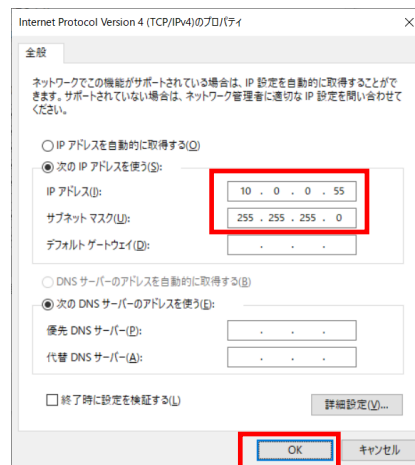 Internet Protocol Version 4 (TCP/IPv4)のプロパティ
全般
ネットワークでこの機能がサポートされている場合は、IP 設定を自動的に取得することがで
きます。サポートされていない場合は、ネットワーク管理者に適切な IP 設定を問い合わせて
ください。
IP アドレスを自動的に取得する(O)
次の IP アドレスを使う(S):
IP アドレス(I): 10 . 0 . 0 . 55
サブネット マスク(U): 255 . 255 . 255 . 0
デフォルト ゲートウェイ(D): . . .
DNS サーバーのアドレスを自動的に取得する(B)
次の DNS サーバーのアドレスを使う(E):
優先 DNS サーバー(P): . . .
代替 DNS サーバー(A): . . .
終了時に設定を検証する(L)
詳細設定(V)...
OK キャンセル